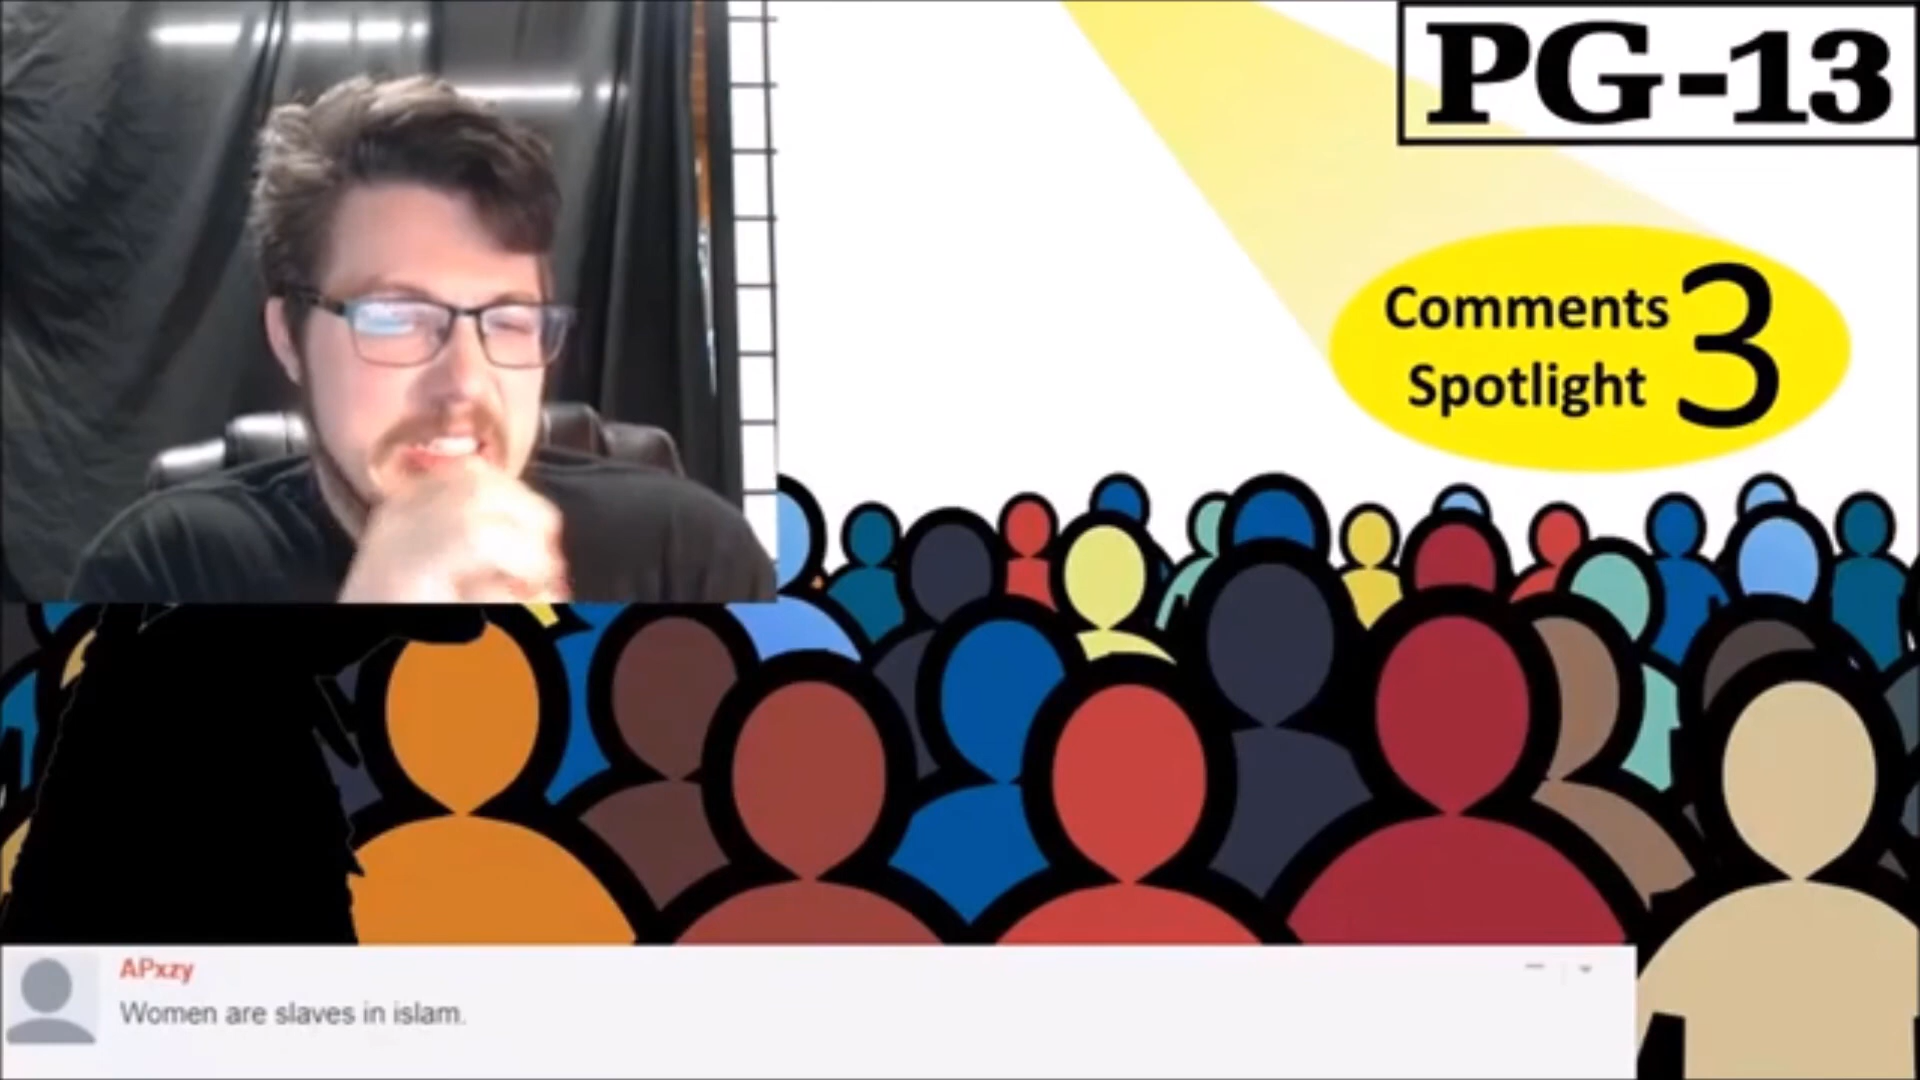 PG-13
Comments
Spotlight
3
APxzy
Women are slaves in islam.